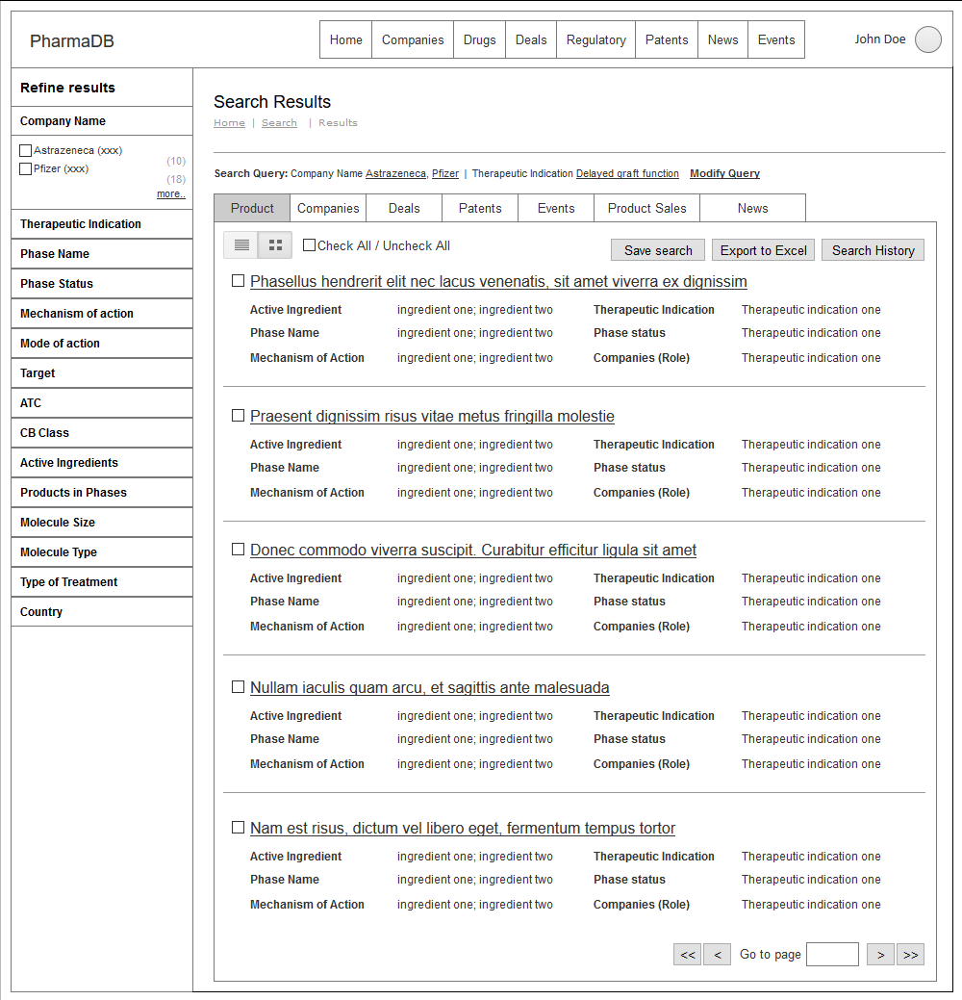 PharmaDB
Home Companies Drugs Deals Regulatory Patents News Events
John Doe
Refine results
Company Name
Astrazeneca (xxx)
(10)
Pfizer (xxx)
(18)
more..
Therapeutic Indication
Phase Name
Phase Status
Mechanism of action
Mode of action
Target
ATC
CB Class
Active Ingredients
Products in Phases
Molecule Size
Molecule Type
Type of Treatment
Country
Search Results
Home | Search | Results
Search Query: Company Name Astrazeneca, Pfizer | Therapeutic Indication Delayed graft function Modify Query
Product Companies Deals Patents Events Product Sales News
Check All / Uncheck All
Save search Export to Excel Search History
Phasellus hendrerit elit nec lacus venenatis, sit amet viverra ex dignissim
Active Ingredient ingredient one; ingredient two Therapeutic Indication Therapeutic indication one
Phase Name ingredient one; ingredient two Phase status Therapeutic indication one
Mechanism of Action ingredient one; ingredient two Companies (Role) Therapeutic indication one
Praesent dignissim risus vitae metus fringilla molestie
Active Ingredient ingredient one; ingredient two Therapeutic Indication Therapeutic indication one
Phase Name ingredient one; ingredient two Phase status Therapeutic indication one
Mechanism of Action ingredient one; ingredient two Companies (Role) Therapeutic indication one
Donec commodo viverra suscipit. Curabitur efficitur ligula sit amet
Active Ingredient ingredient one; ingredient two Therapeutic Indication Therapeutic indication one
Phase Name ingredient one; ingredient two Phase status Therapeutic indication one
Mechanism of Action ingredient one; ingredient two Companies (Role) Therapeutic indication one
Nullam iaculis quam arcu, et sagittis ante malesuada
Active Ingredient ingredient one; ingredient two Therapeutic Indication Therapeutic indication one
Phase Name ingredient one; ingredient two Phase status Therapeutic indication one
Mechanism of Action ingredient one; ingredient two Companies (Role) Therapeutic indication one
Nam est risus, dictum vel libero eget, fermentum tempus tortor
Active Ingredient ingredient one; ingredient two Therapeutic Indication Therapeutic indication one
Phase Name ingredient one; ingredient two Phase status Therapeutic indication one
Mechanism of Action ingredient one; ingredient two Companies (Role) Therapeutic indication one
<< < Go to page > >>